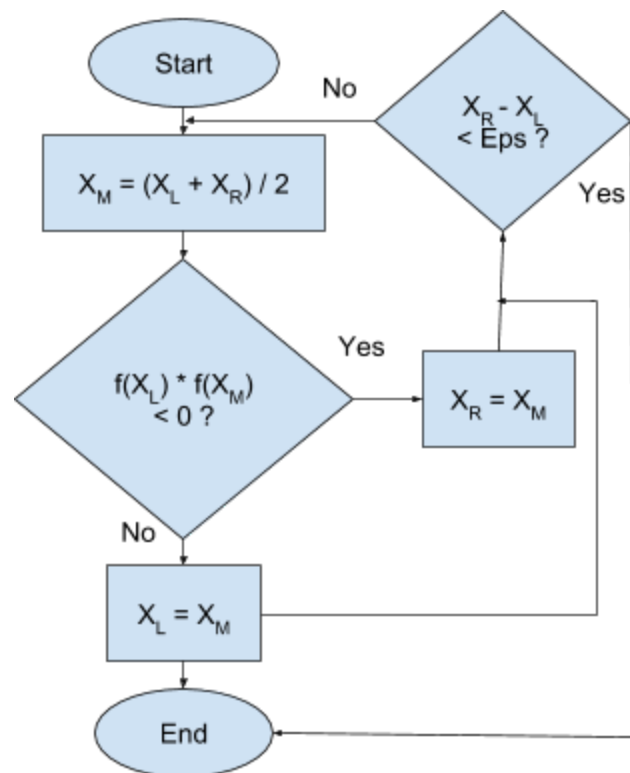 Start
No
X_R - X_L
< Eps ?
X_M = (X_L + X_R) / 2
Yes
Yes
f(X_L) * f(X_M)
< 0 ?
X_R = X_M
No
X_L = X_M
End